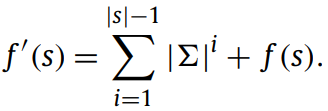 f′(s) = ∑_{i=1}^{|s|−1} |Σ|^i + f(s).